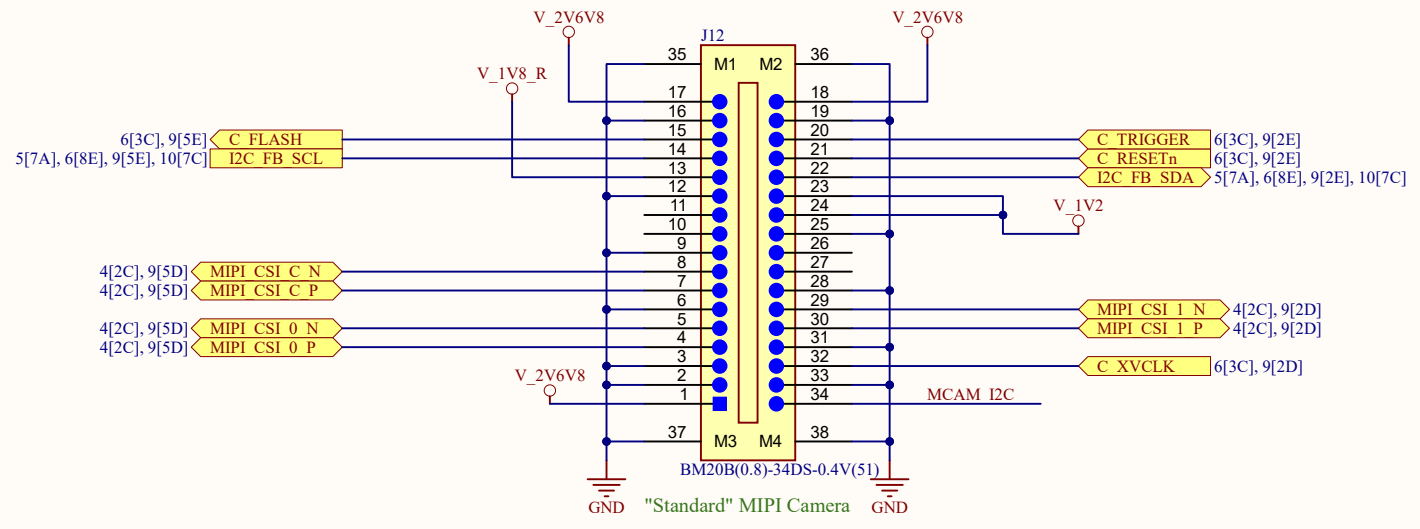 V_2V6V8 V_2V6V8
J12
35 M1 M2 36
V_1V8_R
17 18
16 19
6[3C], 9[5E] C_FLASH 15 20 C_TRIGGER 6[3C], 9[2E]
5[7A], 6[8E], 9[5E], 10[7C] I2C_FB_SCL 14 21 C_RESETn 6[3C], 9[2E]
13 22 I2C_FB_SDA 5[7A], 6[8E], 9[2E], 10[7C]
12 23
11 24 V_1V2
10 25
9 26
4[2C], 9[5D] MIPI_CSI_C_N 8 27
4[2C], 9[5D] MIPI_CSI_C_P 7 28
6 29 MIPI_CSI_1_N 4[2C], 9[2D]
4[2C], 9[5D] MIPI_CSI_0_N 5 30 MIPI_CSI_1_P 4[2C], 9[2D]
4[2C], 9[5D] MIPI_CSI_0_P 4 31
3 32 C_XVCLK 6[3C], 9[2D]
V_2V6V8 2 33
1 34 MCAM_I2C
37 M3 M4 38
BM20B(0.8)-34DS-0.4V(51)
GND "Standard" MIPI Camera GND